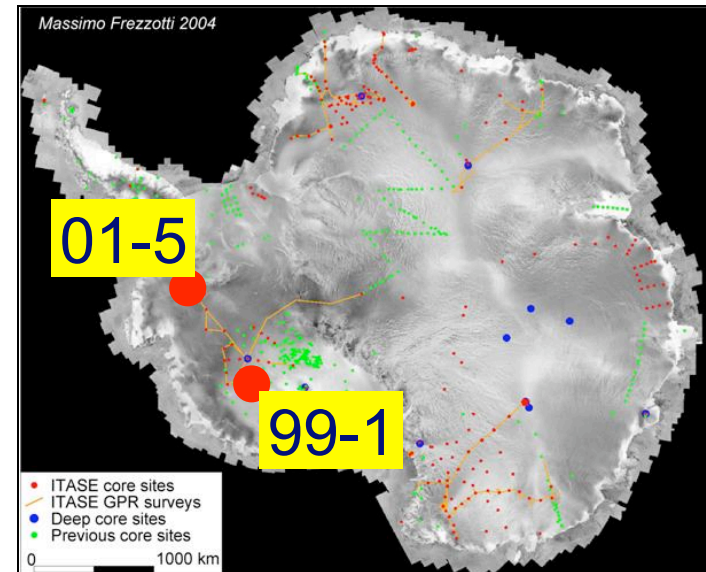 Massimo Frezzotti 2004
01-5
99-1
ITASE core sites
ITASE GPR surveys
Deep core sites
Previous core sites
0 1000 km